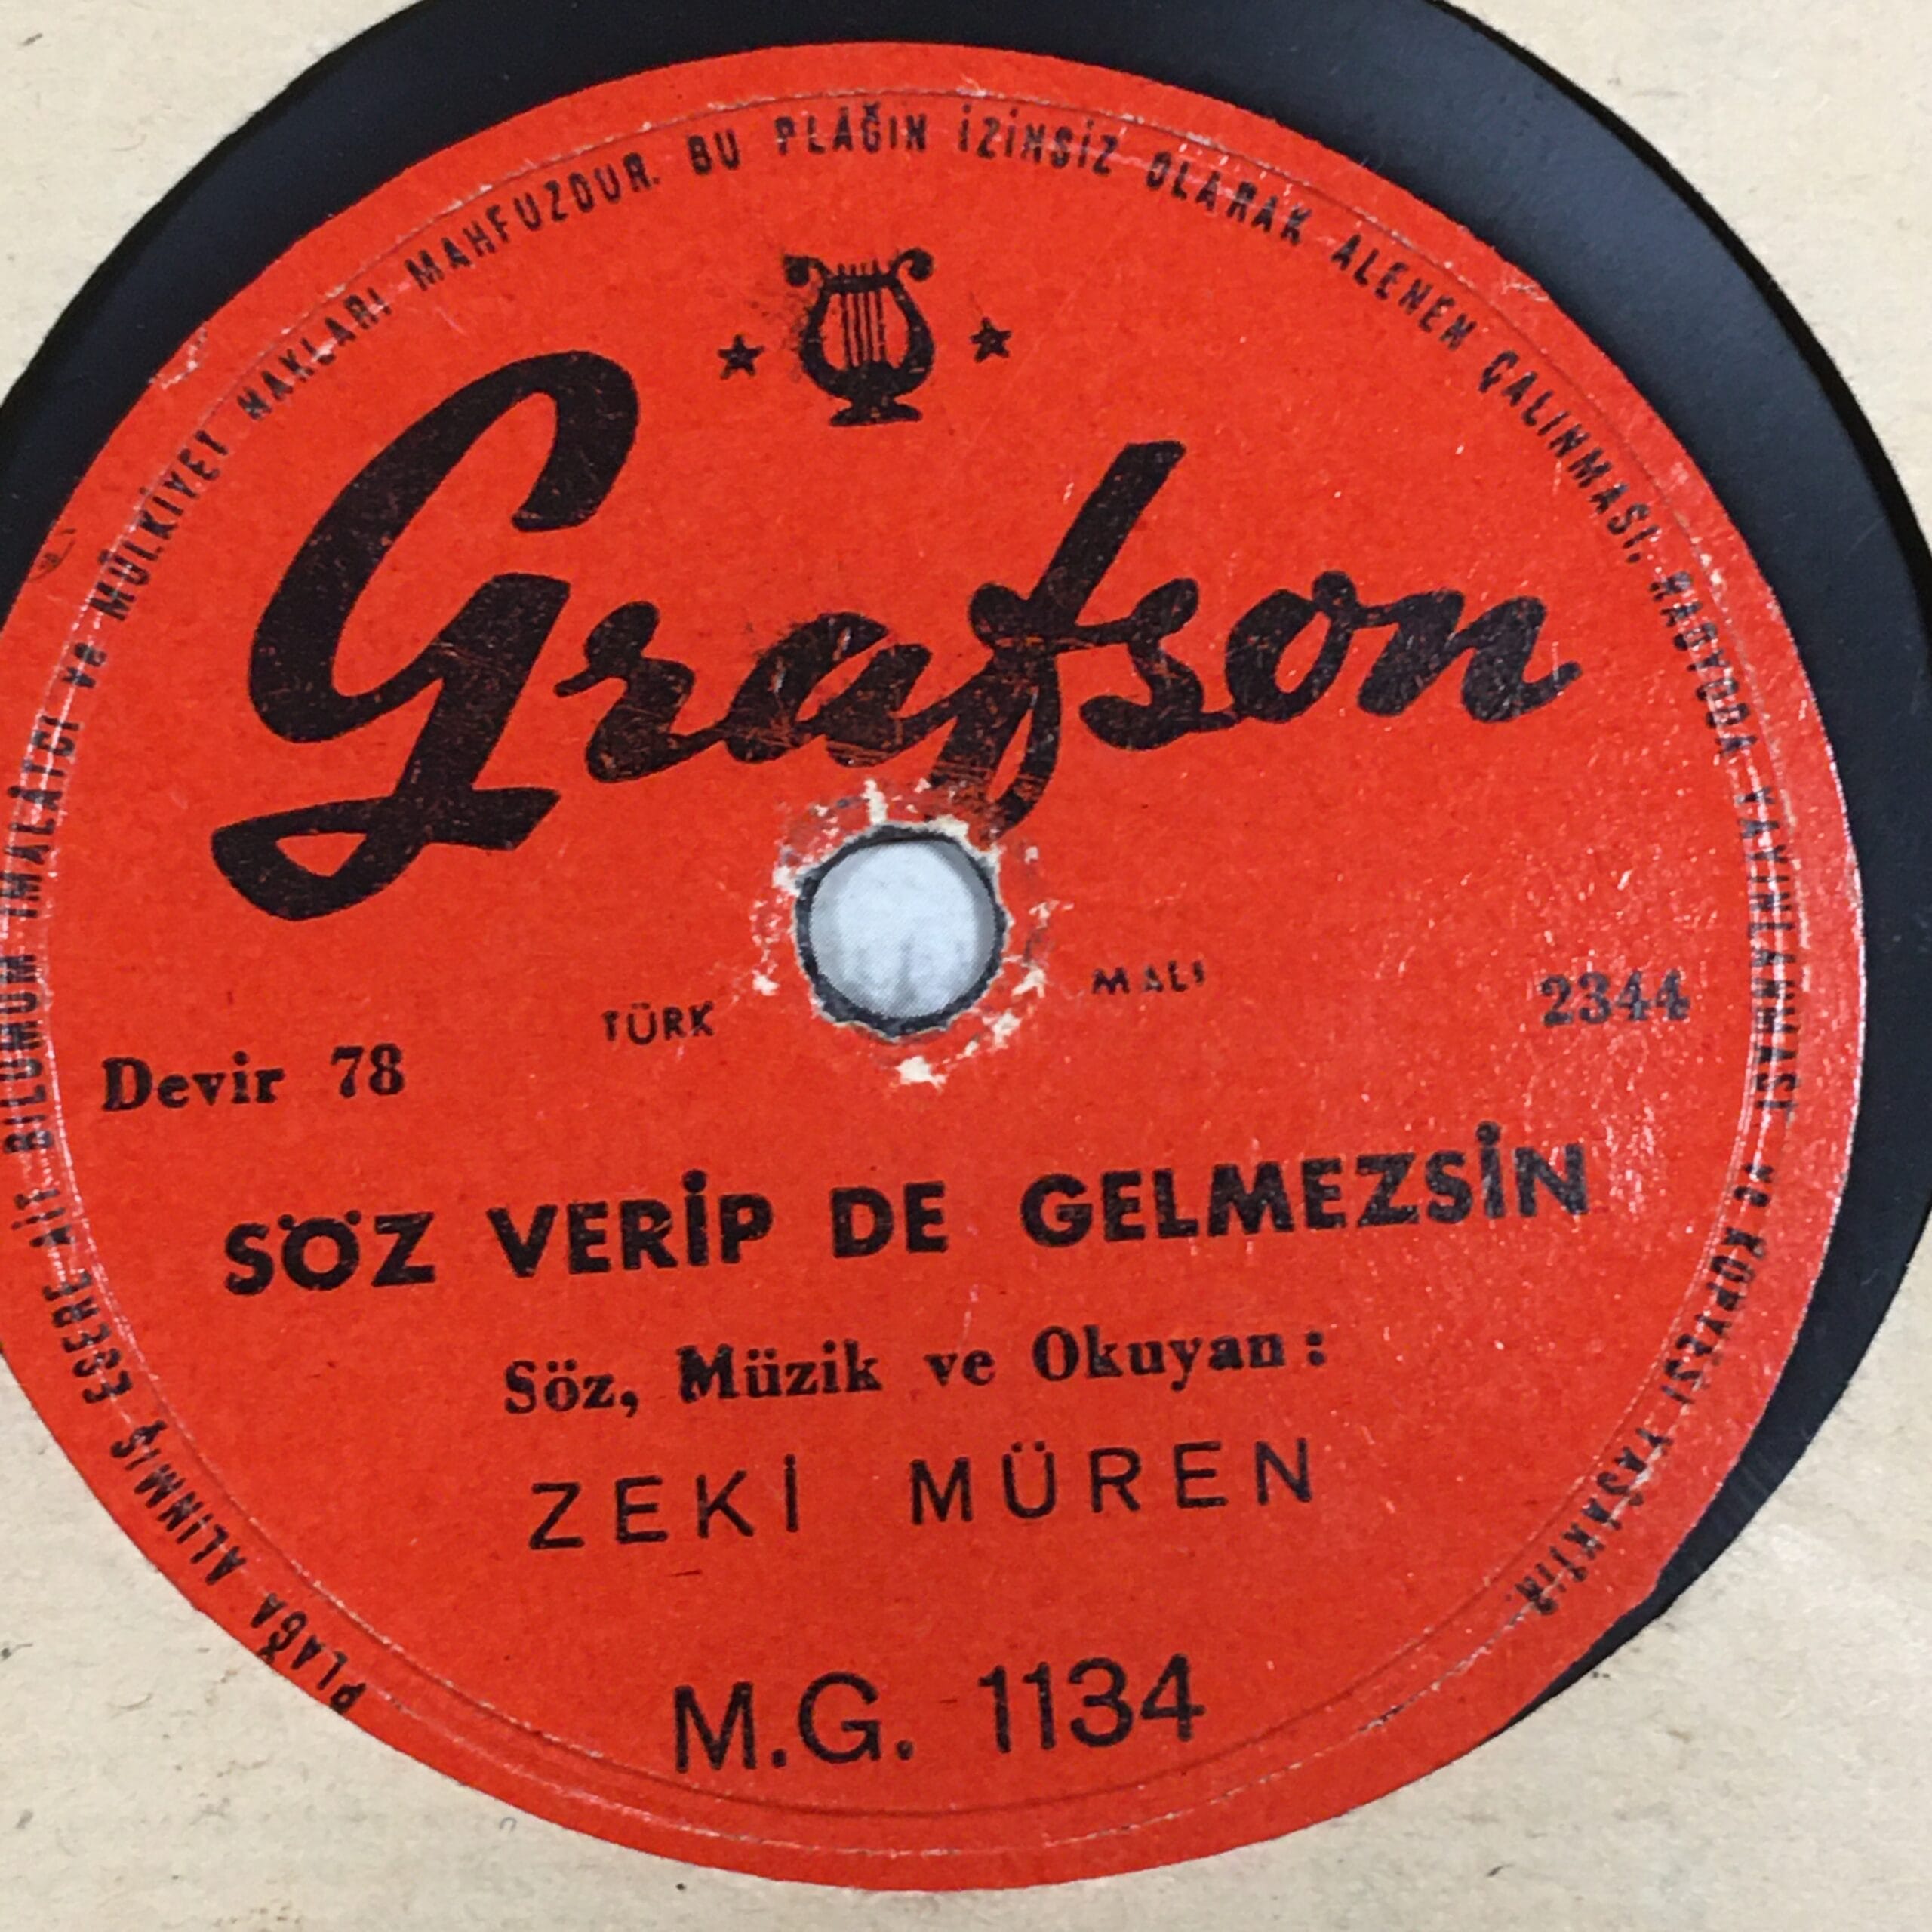 PLAĞA ALINMIŞ ESERE AİT BİLUMUM İMALÂTCI ve MÜLKİYET HAKLARI MAHFUZDUR. BU PLÂĞIN İZİNSİZ OLARAK ALENEN ÇALINMASI, RADYODA YAYINLANMASI ve KOPYESİ YASAKTIR
Grafson
TÜRK MALI
Devir 78
2344
SÖZ VERİP DE GELMEZSİN
Söz, Müzik ve Okuyan:
ZEKİ MÜREN
M.G. 1134